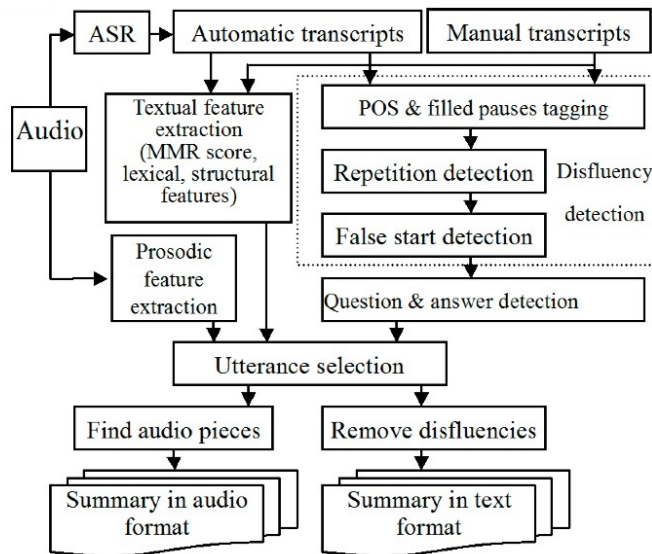 ASR
Automatic transcripts
Manual transcripts
Audio
Textual feature
extraction
(MMR score,
lexical, structural
features)
POS & filled pauses tagging
Repetition detection
Disfluency
detection
False start detection
Prosodic
feature
extraction
Question & answer detection
Utterance selection
Find audio pieces
Remove disfluencies
Summary in audio
format
Summary in text
format